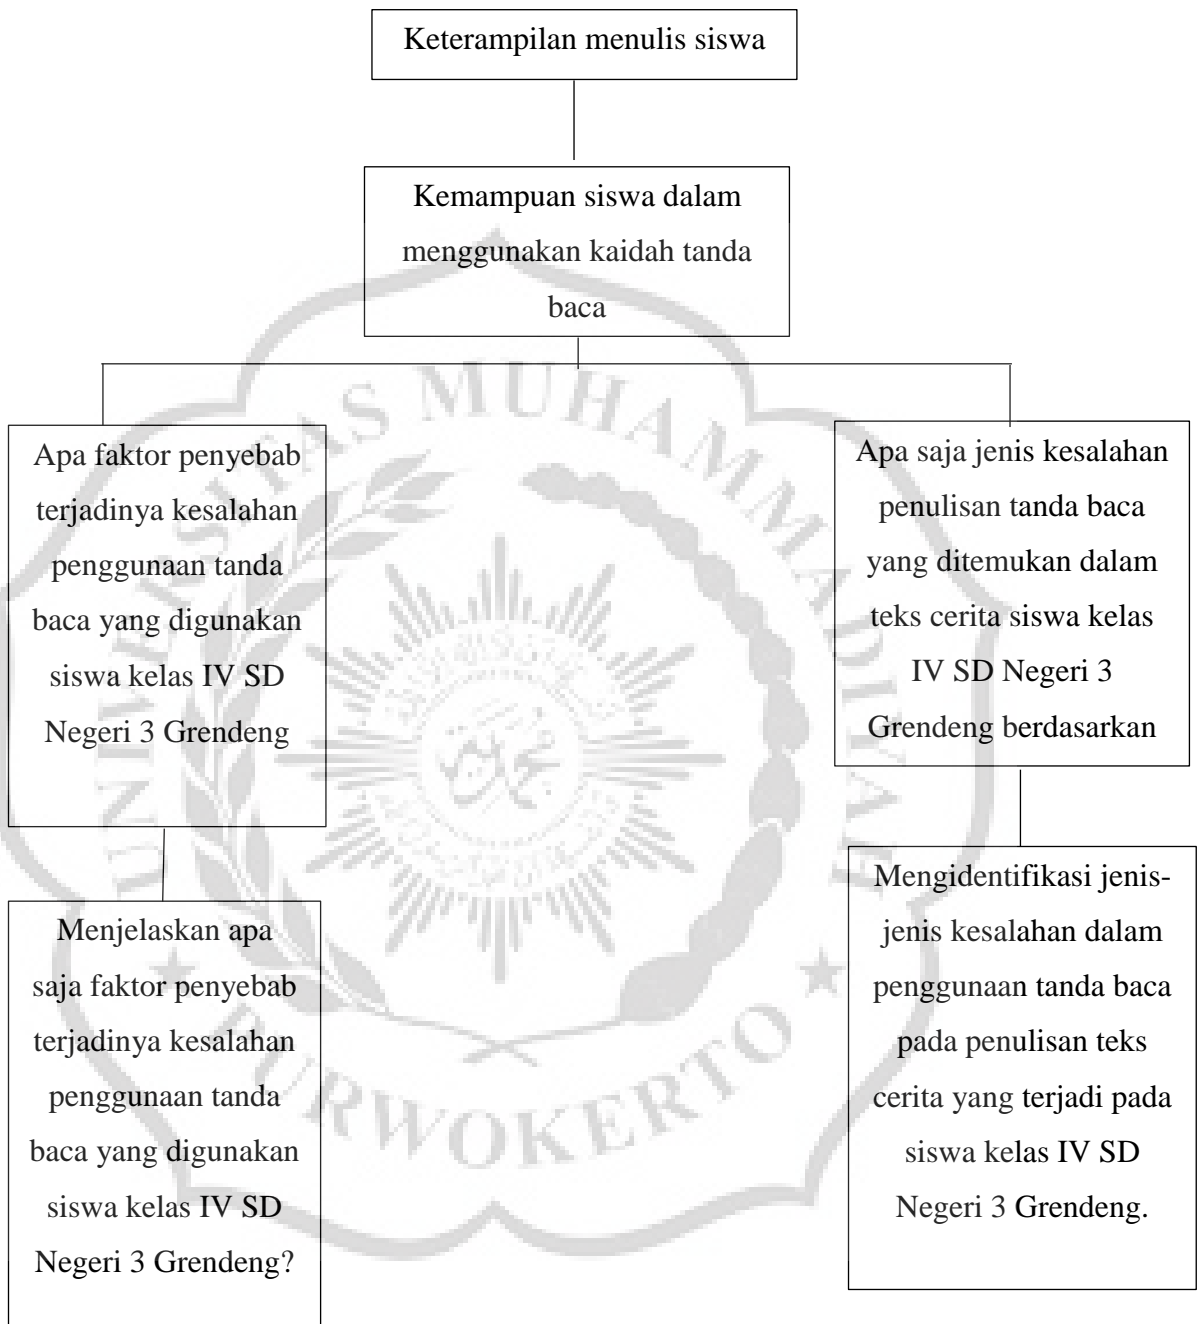 Keterampilan menulis siswa
Kemampuan siswa dalam
menggunakan kaidah tanda
baca
Apa faktor penyebab
terjadinya kesalahan
penggunaan tanda
baca yang digunakan
siswa kelas IV SD
Negeri 3 Grendeng
Apa saja jenis kesalahan
penulisan tanda baca
yang ditemukan dalam
teks cerita siswa kelas
IV SD Negeri 3
Grendeng berdasarkan
Menjelaskan apa
saja faktor penyebab
terjadinya kesalahan
penggunaan tanda
baca yang digunakan
siswa kelas IV SD
Negeri 3 Grendeng?
Mengidentifikasi jenis-
jenis kesalahan dalam
penggunaan tanda baca
pada penulisan teks
cerita yang terjadi pada
siswa kelas IV SD
Negeri 3 Grendeng.
UNIVERSITAS MUHAMMADIYAH
PURWOKERTO